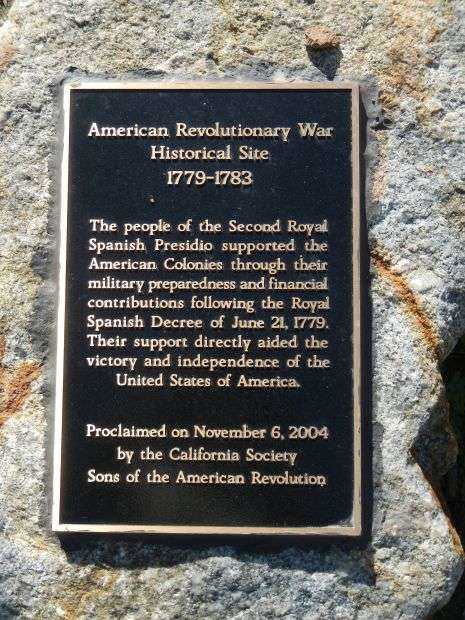 American Revolutionary War
Historical Site
1779-1783
The people of the Second Royal
Spanish Presidio supported the
American Colonies through their
military preparedness and financial
contributions following the Royal
Spanish Decree of June 21, 1779.
Their support directly aided the
victory and independence of the
United States of America.
Proclaimed on November 6, 2004
by the California Society
Sons of the American Revolution